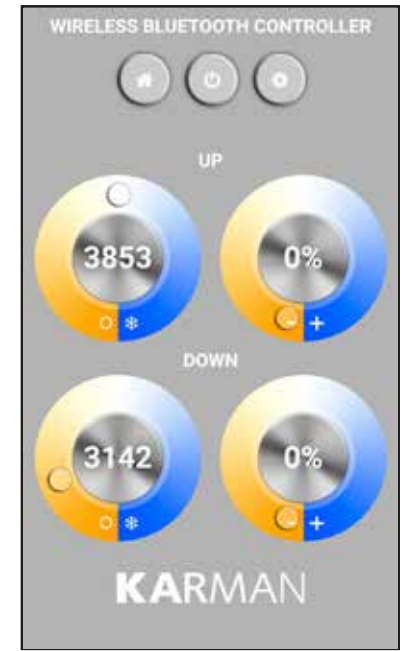 WIRELESS BLUETOOTH CONTROLLER
UP
3853 0%
- +
DOWN
3142 0%
- +
KARMAN